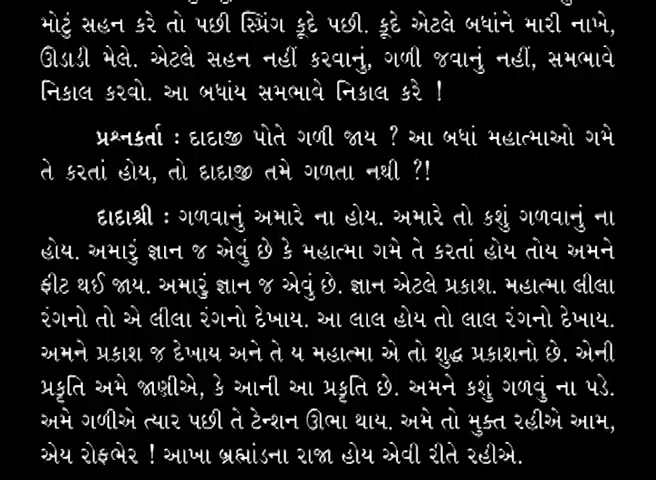 મોટું સહન કરે તો પછી સ્પ્રિંગ કૂદે પછી. કૂદે એટલે બધાંને મારી નાખે,
ઊડાડી મેલે. એટલે સહન નહીં કરવાનું, ગળી જવાનું નહીં, સમભાવે
નિકાલ કરવો. આ બધાંય સમભાવે નિકાલ કરે !
પ્રશ્નકર્તા : દાદાજી પોતે ગળી જાય ? આ બધાં મહાત્માઓ ગમે
તે કરતાં હોય, તો દાદાજી તમે ગળતા નથી ?!
દાદાશ્રી : ગળવાનું અમારે ના હોય. અમારે તો કશું ગળવાનું ના
હોય. અમારું જ્ઞાન જ એવું છે કે મહાત્મા ગમે તે કરતાં હોય તોય અમને
ફીટ થઈ જાય. અમારું જ્ઞાન જ એવું છે. જ્ઞાન એટલે પ્રકાશ. મહાત્મા લીલા
રંગનો તો એ લીલા રંગનો દેખાય. આ લાલ હોય તો લાલ રંગનો દેખાય.
અમને પ્રકાશ જ દેખાય અને તે ય મહાત્મા એ તો શુદ્ધ પ્રકાશનો છે. એની
પ્રકૃતિ અમે જાણીએ, કે આની આ પ્રકૃતિ છે. અમને કશું ગળવું ના પડે.
અમે ગળીએ ત્યાર પછી તે ટેન્શન ઊભા થાય. અમે તો મુક્ત રહીએ આમ,
એય રોફભેર ! આખા બ્રહ્માંડના રાજા હોય એવી રીતે રહીએ.